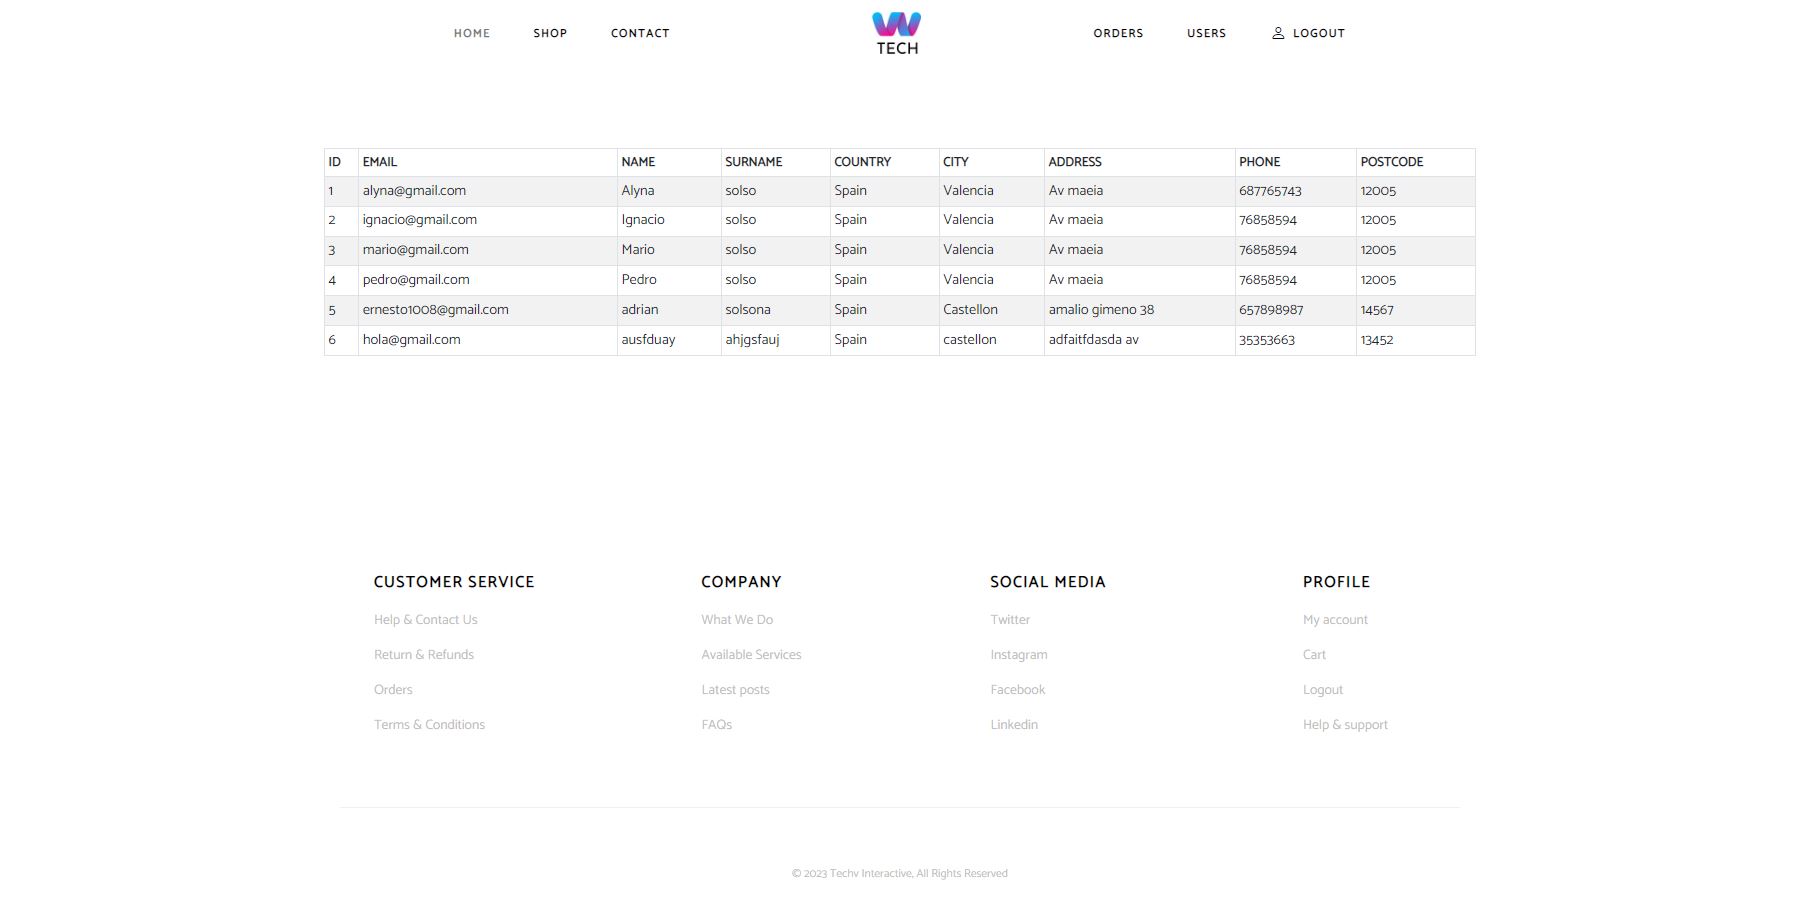 HOME SHOP CONTACT TECH ORDERS USERS LOGOUT
ID EMAIL NAME SURNAME COUNTRY CITY ADDRESS PHONE POSTCODE
1 alyna@gmail.com Alyna solso Spain Valencia Av maeia 687765743 12005
2 ignacio@gmail.com Ignacio solso Spain Valencia Av maeia 76858594 12005
3 mario@gmail.com Mario solso Spain Valencia Av maeia 76858594 12005
4 pedro@gmail.com Pedro solso Spain Valencia Av maeia 76858594 12005
5 ernesto1008@gmail.com adrian solsona Spain Castellon amalio gimeno 38 657898987 14567
6 hola@gmail.com ausfduay ahjgsfauj Spain castellon adfaitfdasda av 35353663 13452
CUSTOMER SERVICE COMPANY SOCIAL MEDIA PROFILE
Help & Contact Us What We Do Twitter My account
Return & Refunds Available Services Instagram Cart
Orders Latest posts Facebook Logout
Terms & Conditions FAQs Linkedin Help & support
© 2023 Techv Interactive, All Rights Reserved